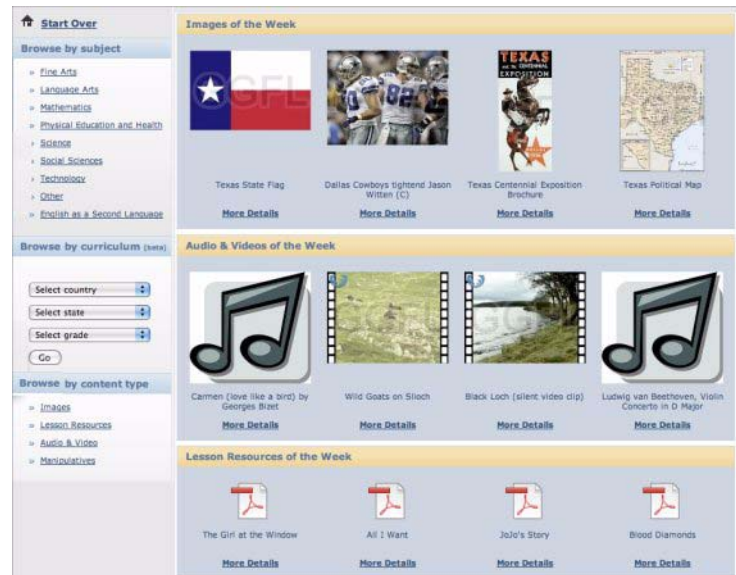 Start Over
Browse by subject
» Fine Arts
» Language Arts
» Mathematics
» Physical Education and Health
› Science
› Social Sciences
› Technology
› Other
» English as a Second Language
Browse by curriculum (beta)
Select country
Select state
Select grade
Go
Browse by content type
» Images
» Lesson Resources
» Audio & Video
» Manipulatives
Images of the Week
GGFL
TEXAS
CENTENNIAL
EXPOSITION
Texas State Flag
Dallas Cowboys tightend Jason
Witten (C)
Texas Centennial Exposition
Brochure
Texas Political Map
More Details
More Details
More Details
More Details
Audio & Videos of the Week
GGFL
GGFL
Carmen (love like a bird) by
Georges Bizet
Wild Goats on Slioch
Black Loch (silent video clip)
Ludwig van Beethoven, Violin
Concerto in D Major
More Details
More Details
More Details
More Details
Lesson Resources of the Week
The Girl at the Window
All I Want
JoJo's Story
Blood Diamonds
More Details
More Details
More Details
More Details